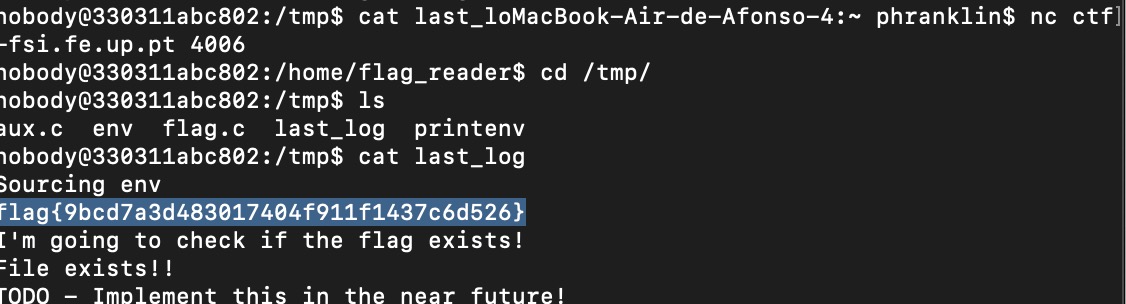 nobody@330311abc802:/tmp$ cat last_loMacBook-Air-de-Afonso-4:~ phranklin$ nc ctf]
-fsi.fe.up.pt 4006
nobody@330311abc802:/home/flag_reader$ cd /tmp/
nobody@330311abc802:/tmp$ ls
aux.c  env  flag.c  last_log  printenv
nobody@330311abc802:/tmp$ cat last_log
Sourcing env
flag{9bcd7a3d483017404f911f1437c6d526}
I'm going to check if the flag exists!
File exists!!
TODO - Implement this in the near future!